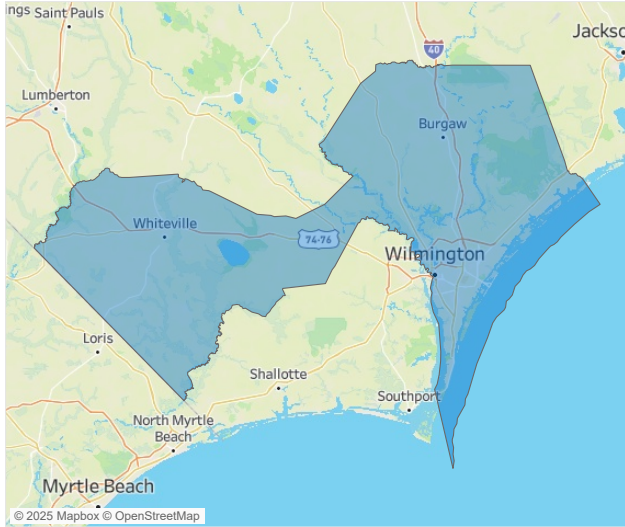 ngs Saint Pauls
40
Jackso
Lumberton
Burgaw
Whiteville
74-76
Wilmington
Loris
Shallotte
Southport
North Myrtle
Beach
Myrtle Beach
© 2025 Mapbox © OpenStreetMap